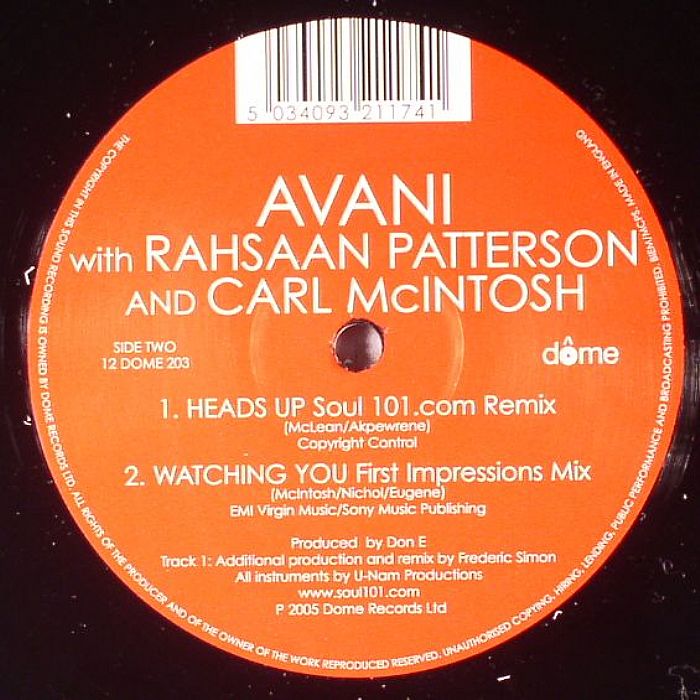 5 034093 211741
AVANI
with RAHSAAN PATTERSON
AND CARL McINTOSH
SIDE TWO
12 DOME 203
dôme
1. HEADS UP Soul 101.com Remix
(McLean/Akpewrene)
Copyright Control
2. WATCHING YOU First Impressions Mix
(McIntosh/Nichol/Eugene)
EMI Virgin Music/Sony Music Publishing
Produced by Don E
Track 1: Additional production and remix by Frederic Simon
All instruments by U-Nam Productions
www.soul101.com
P 2005 Dome Records Ltd
THE COPYRIGHT IN THIS SOUND RECORDING IS OWNED BY DOME RECORDS LTD. ALL RIGHTS OF THE PRODUCER AND OF THE OWNER OF THE WORK REPRODUCED RESERVED. UNAUTHORISED COPYING, HIRING, LENDING, PUBLIC PERFORMANCE AND BROADCASTING PROHIBITED. BIEM/MCPS. MADE IN ENGLAND